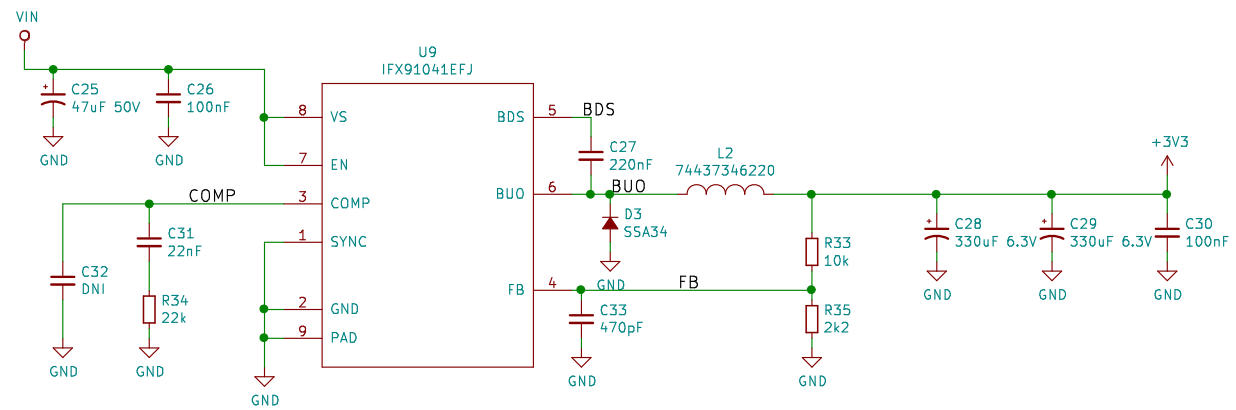 VIN
U9
IFX91041EFJ
C25
47uF 50V
C26
100nF
GND
GND
8
VS
7
EN
COMP
3
COMP
1
SYNC
2
GND
9
PAD
C31
22nF
C32
DNI
R34
22k
GND
GND
GND
BDS
5
BDS
C27
220nF
BUO
6
BUO
L2
74437346220
D3
SSA34
GND
FB
4
FB
C33
470pF
GND
R33
10k
R35
2k2
GND
+3V3
C28
330uF 6.3V
C29
330uF 6.3V
C30
100nF
GND
GND
GND